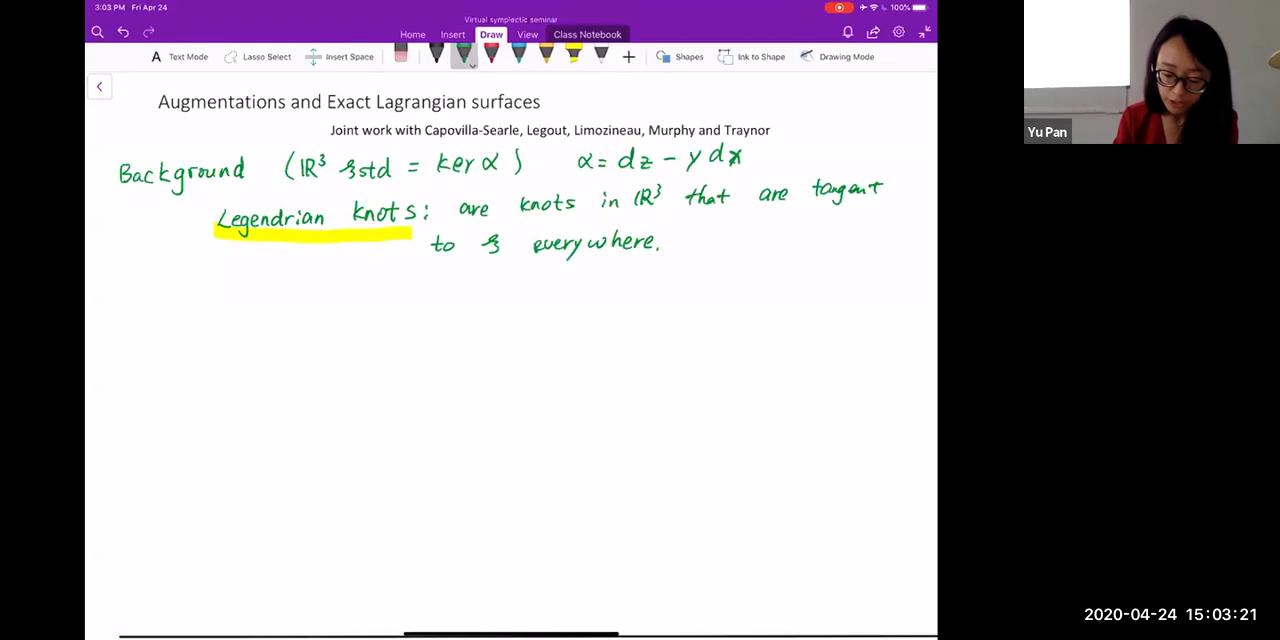 3:03 PM Fri Apr 24
100%
Virtual symplectic seminar
Home Insert Draw View Class Notebook
Text Mode Lasso Select Insert Space Shapes Ink to Shape Drawing Mode
Augmentations and Exact Lagrangian surfaces
Joint work with Capovilla-Searle, Legout, Limozineau, Murphy and Traynor
Background (ℝ³ ξstd = ker α) α = dz - y dx
Legendrian knots: are knots in ℝ³ that are tangent
to ξ everywhere.
Yu Pan
2020-04-24 15:03:21